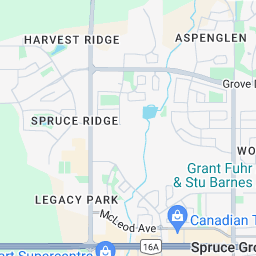 HARVEST RIDGE
ASPENGLEN
Grove
SPRUCE RIDGE
WO
Grant Fuhr
& Stu Barnes
LEGACY PARK
McLeod Ave
Canadian T
16A
Spruce Gro
rt Supercentre